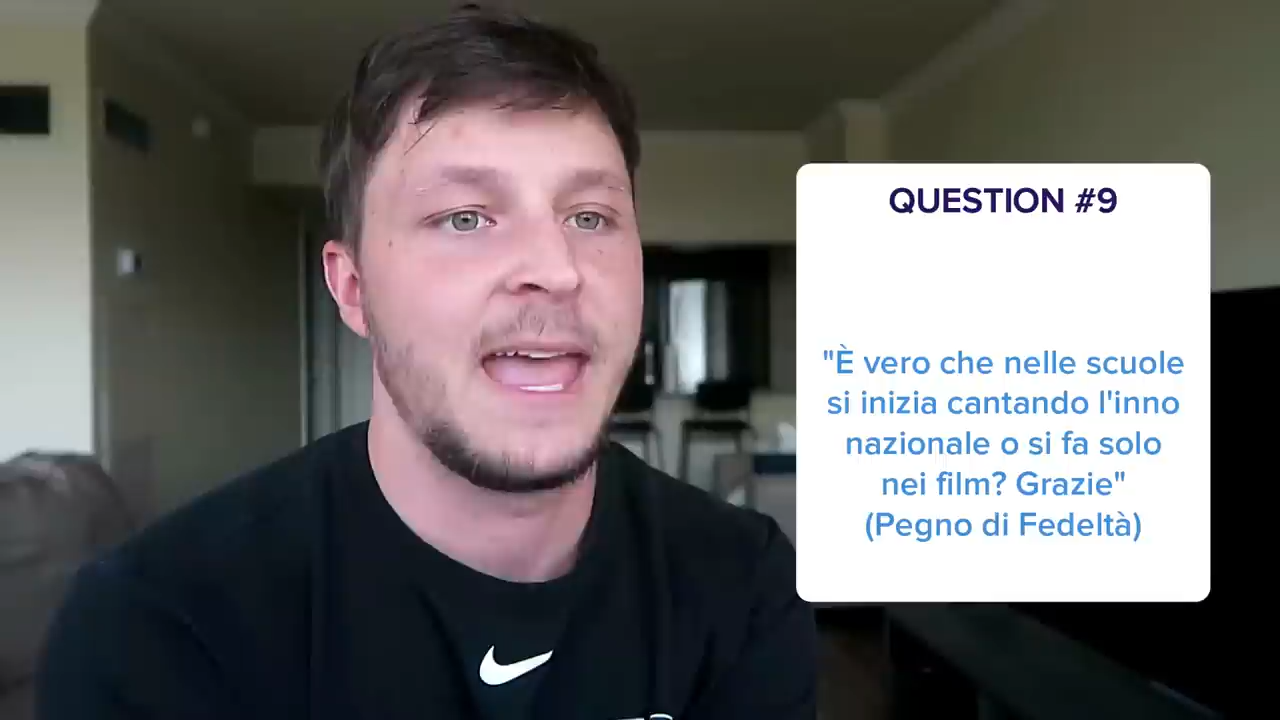 QUESTION #9
"È vero che nelle scuole
si inizia cantando l'inno
nazionale o si fa solo
nei film? Grazie"
(Pegno di Fedeltà)